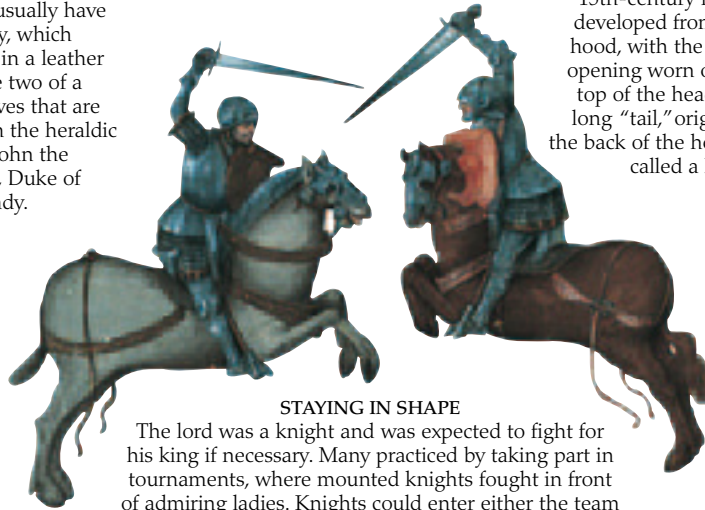 usually have
y, which
in a leather
e two of a
ves that are
n the heraldic
ohn the
, Duke of
ndy.
15th-century
developed from
hood, with the
opening worn o
top of the hea
long “tail,” orig
the back of the ho
called a
STAYING IN SHAPE
The lord was a knight and was expected to fight for
his king if necessary. Many practiced by taking part in
tournaments, where mounted knights fought in front
of admiring ladies. Knights could enter either the team